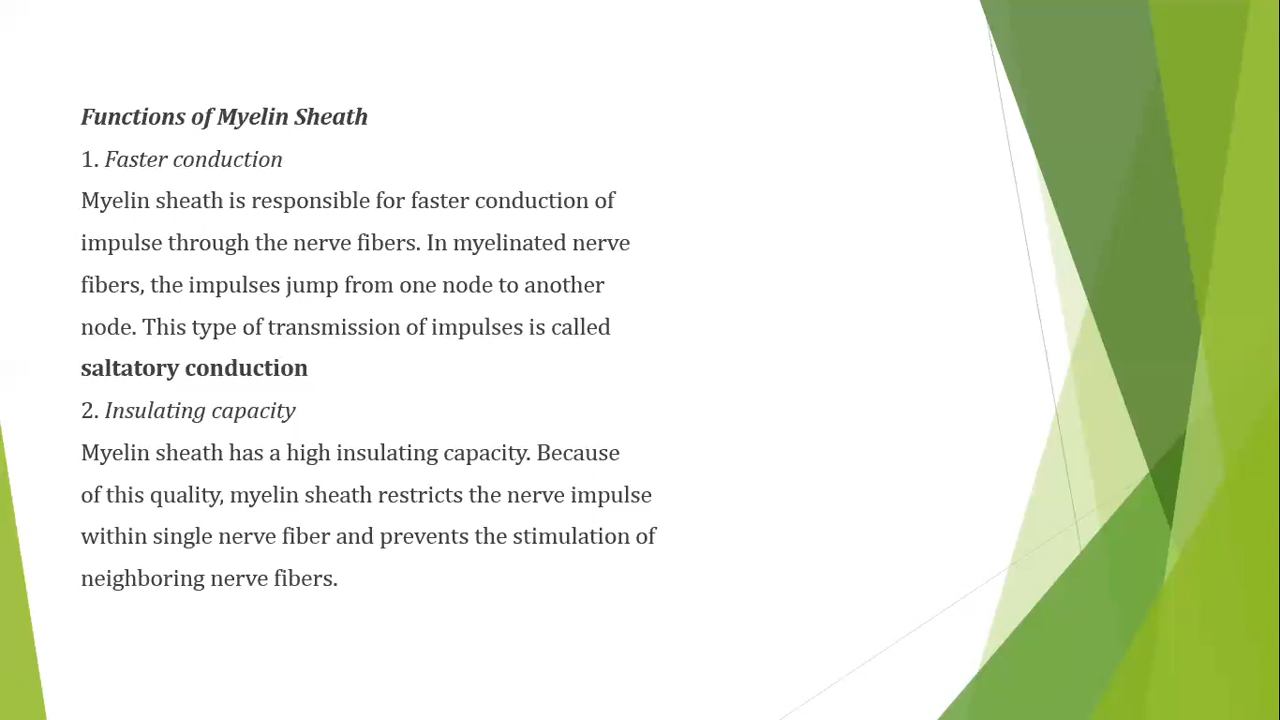 Functions of Myelin Sheath
1. Faster conduction
Myelin sheath is responsible for faster conduction of
impulse through the nerve fibers. In myelinated nerve
fibers, the impulses jump from one node to another
node. This type of transmission of impulses is called
saltatory conduction
2. Insulating capacity
Myelin sheath has a high insulating capacity. Because
of this quality, myelin sheath restricts the nerve impulse
within single nerve fiber and prevents the stimulation of
neighboring nerve fibers.